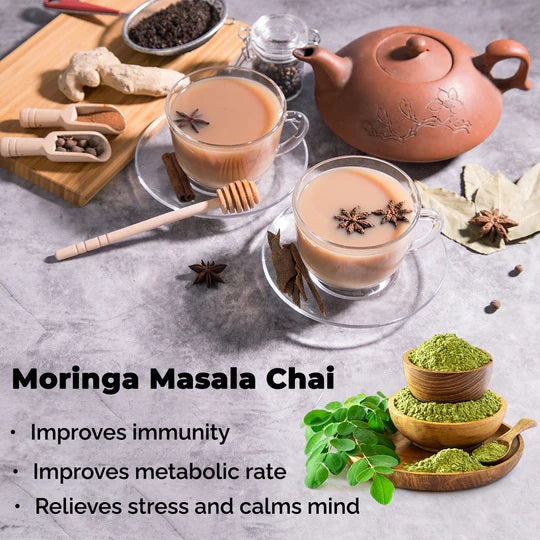 Moringa Masala Chai
• Improves immunity
• Improves metabolic rate
• Relieves stress and calms mind